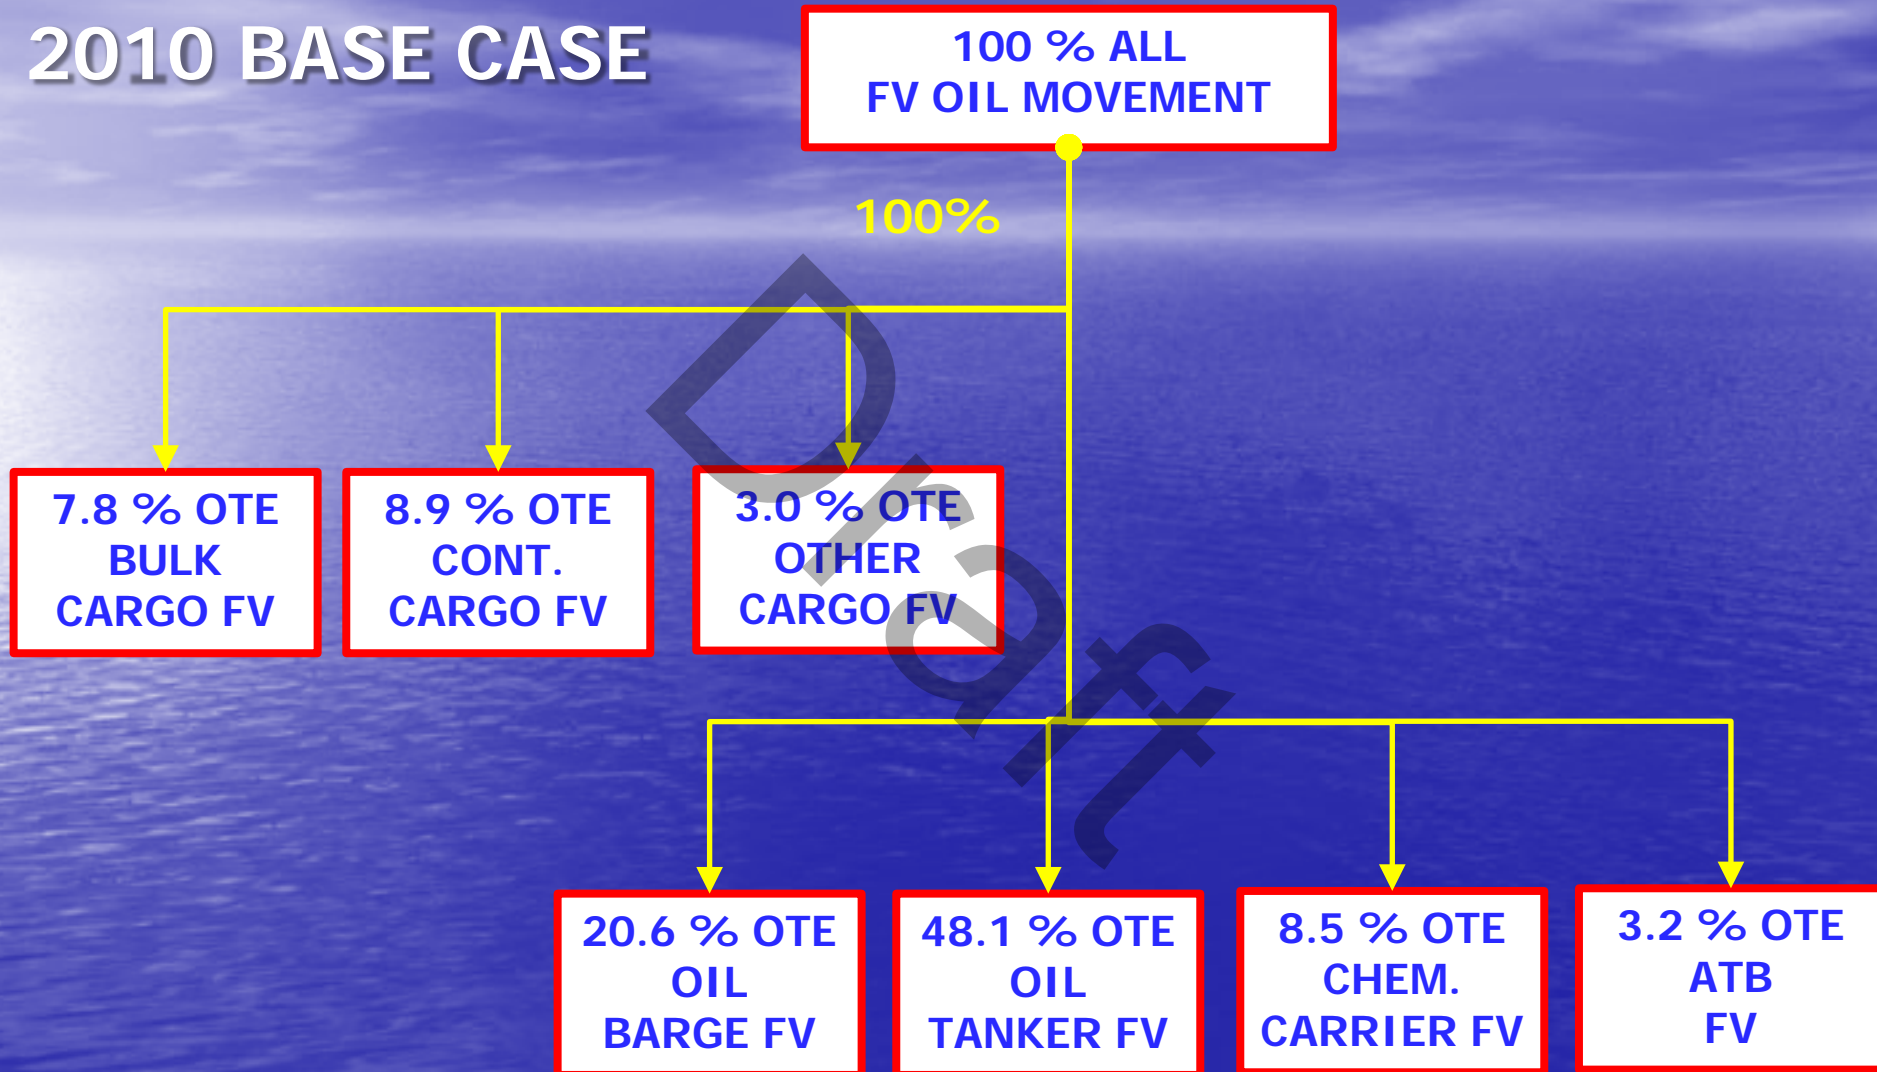 2010 BASE CASE
100 % ALL
FV OIL MOVEMENT
100%
7.8 % OTE
BULK
CARGO FV
8.9 % OTE
CONT.
CARGO FV
3.0 % OTE
OTHER
CARGO FV
Draft
20.6 % OTE
OIL
BARGE FV
48.1 % OTE
OIL
TANKER FV
8.5 % OTE
CHEM.
CARRIER FV
3.2 % OTE
ATB
FV